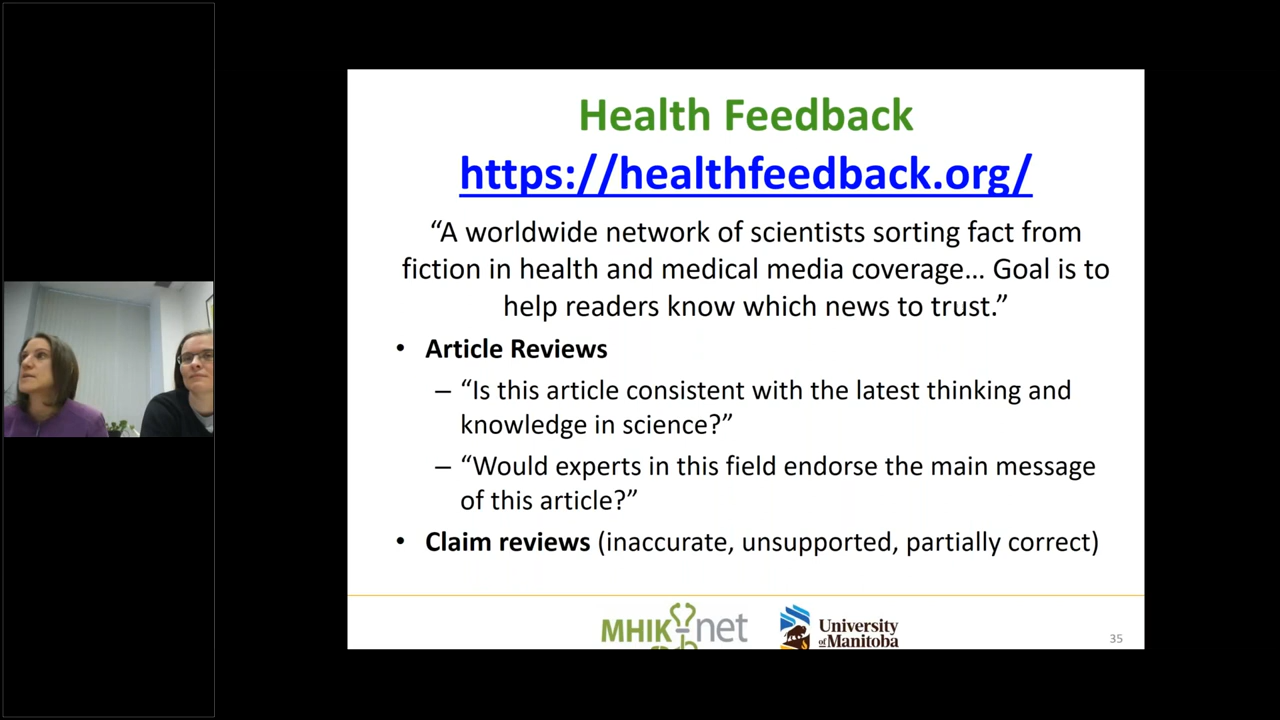 Health Feedback
https://healthfeedback.org/
“A worldwide network of scientists sorting fact from
fiction in health and medical media coverage... Goal is to
help readers know which news to trust.”
• Article Reviews
– “Is this article consistent with the latest thinking and
knowledge in science?”
– “Would experts in this field endorse the main message
of this article?”
• Claim reviews (inaccurate, unsupported, partially correct)
MHIK-net
University
of Manitoba
35